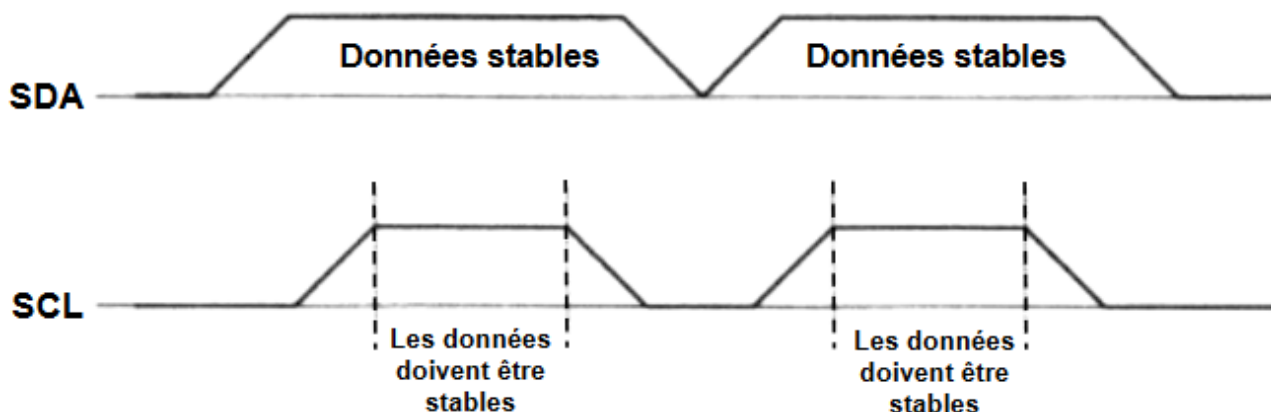 Données stables
Données stables
SDA
SCL
Les données
doivent être
stables
Les données
doivent être
stables